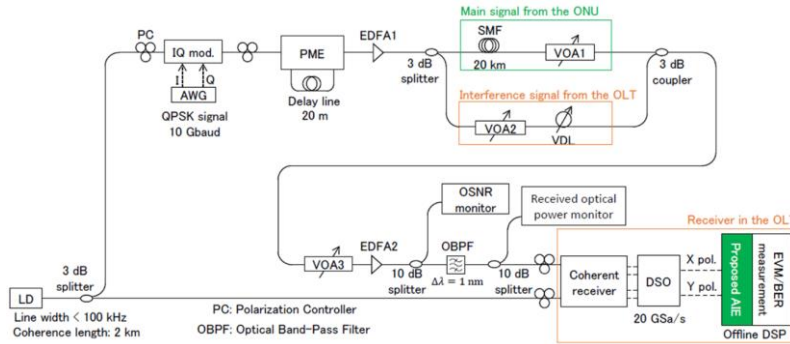 Main signal from the ONU
PC
IQ mod.
I
Q
AWG
QPSK signal
10 Gbaud
PME
Delay line
20 m
EDFA1
3 dB
splitter
SMF
20 km
VOA1
3 dB
coupler
Interference signal from the OLT
VOA2
VDL
OSNR
monitor
Received optical
power monitor
Receiver in the OLT
VOA3
EDFA2
10 dB
splitter
OBPF
Δλ = 1 nm
10 dB
splitter
Coherent
receiver
DSO
20 GSa/s
X pol.
Y pol.
Proposed AIE
EVM/BER
measurement
Offline DSP
3 dB
splitter
LD
Line width < 100 kHz
Coherence length: 2 km
PC: Polarization Controller
OBPF: Optical Band-Pass Filter